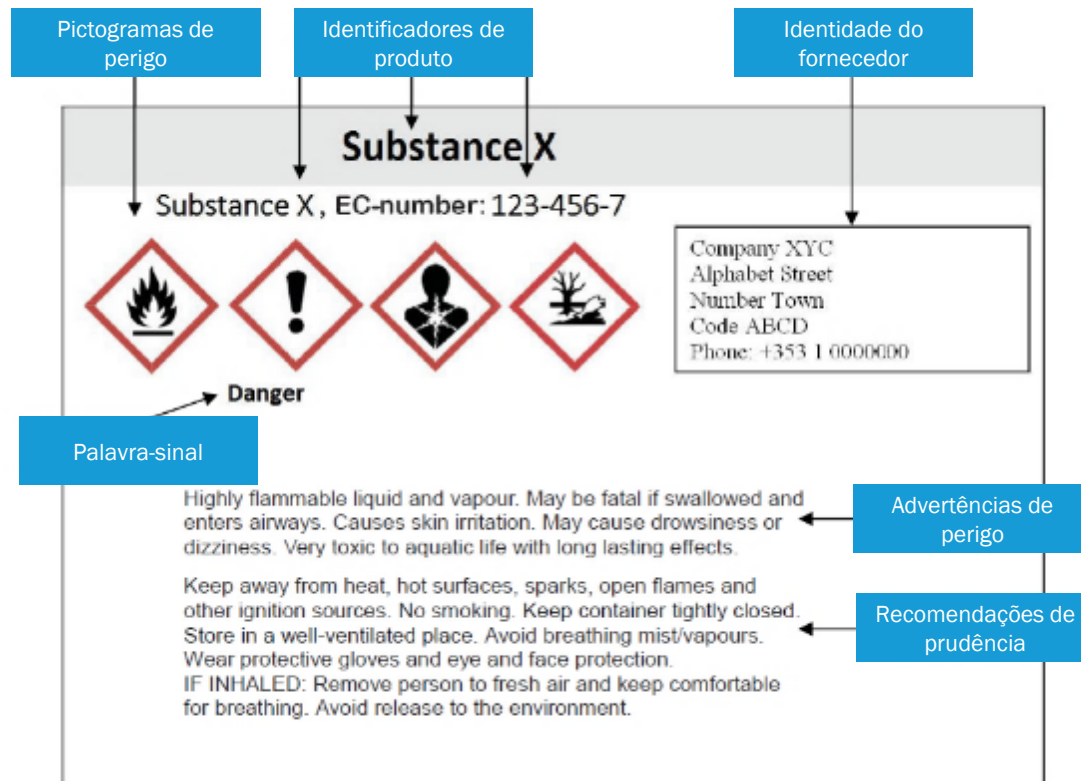 Pictogramas de
perigo
Identificadores de
produto
Identidade do
fornecedor
Substance X
Substance X, EC-number: 123-456-7
Company XYC
Alphabet Street
Number Town
Code ABCD
Phone: +353 1 0000000
Danger
Palavra-sinal
Highly flammable liquid and vapour. May be fatal if swallowed and
enters airways. Causes skin irritation. May cause drowsiness or
dizziness. Very toxic to aquatic life with long lasting effects.
Advertências de
perigo
Keep away from heat, hot surfaces, sparks, open flames and
other ignition sources. No smoking. Keep container tightly closed.
Store in a well-ventilated place. Avoid breathing mist/vapours.
Wear protective gloves and eye and face protection.
IF INHALED: Remove person to fresh air and keep comfortable
for breathing. Avoid release to the environment.
Recomendações de
prudência